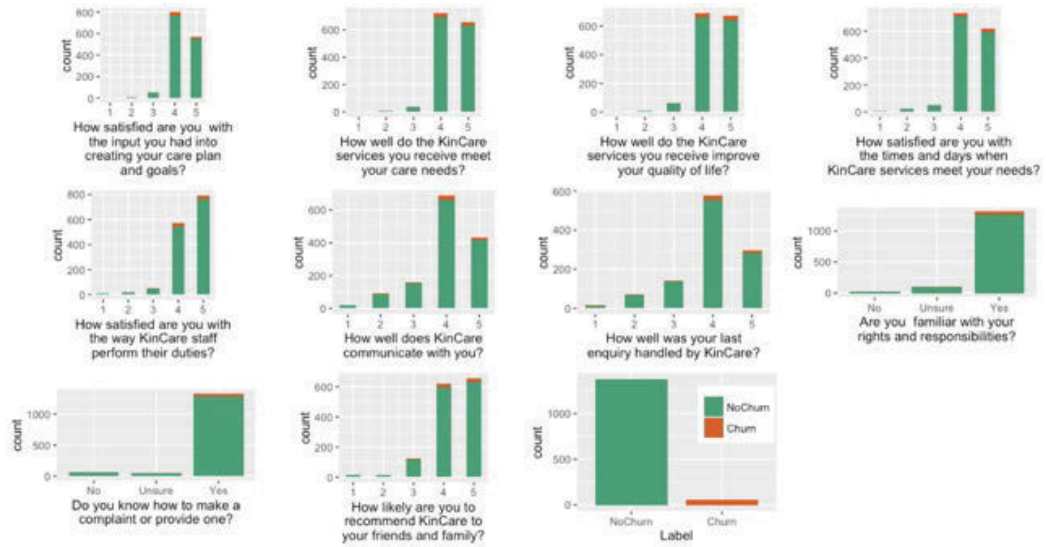 count
800
600
400
200
0
1 2 3 4 5
How satisfied are you with
the input you had into
creating your care plan
and goals?
count
600
400
200
0
1 2 3 4 5
How well do the KinCare
services you receive meet
your care needs?
count
600
400
200
0
1 2 3 4 5
How well do the KinCare
services you receive improve
your quality of life?
count
600
400
200
0
1 2 3 4 5
How satisfied are you with
the times and days when
KinCare services meet your needs?
count
800
600
400
200
0
1 2 3 4 5
How satisfied are you with
the way KinCare staff
perform their duties?
count
600
400
200
0
1 2 3 4 5
How well does KinCare
communicate with you?
count
600
400
200
0
1 2 3 4 5
How well was your last
enquiry handled by KinCare?
count
1000
500
0
No Unsure Yes
Are you familiar with your
rights and responsibilities?
count
1000
500
0
No Unsure Yes
Do you know how to make a
complaint or provide one?
count
600
400
200
0
1 2 3 4 5
How likely are you to
recommend KinCare to
your friends and family?
count
1000
500
0
NoChurn
Churn
NoChurn Churn
Label